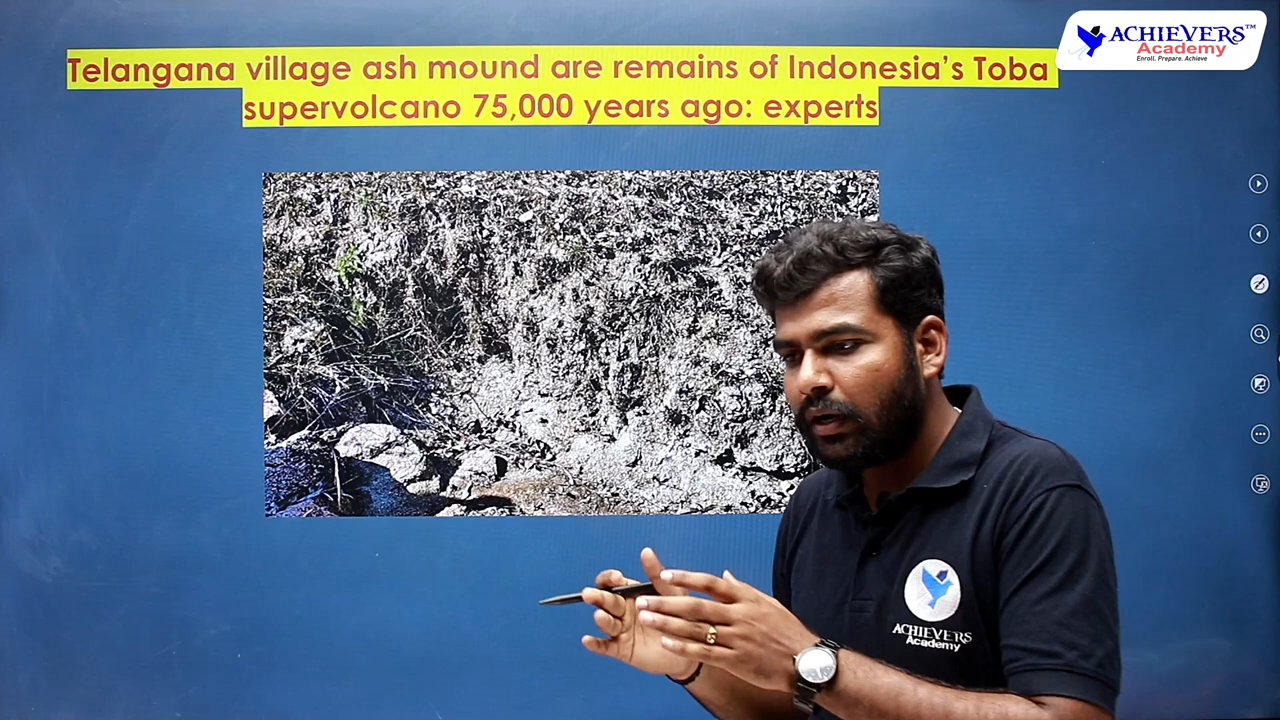 ACHIEVERS™
Academy
Enroll. Prepare. Achieve
Telangana village ash mound are remains of Indonesia's Toba
supervolcano 75,000 years ago: experts
ACHIEVERS
Academy